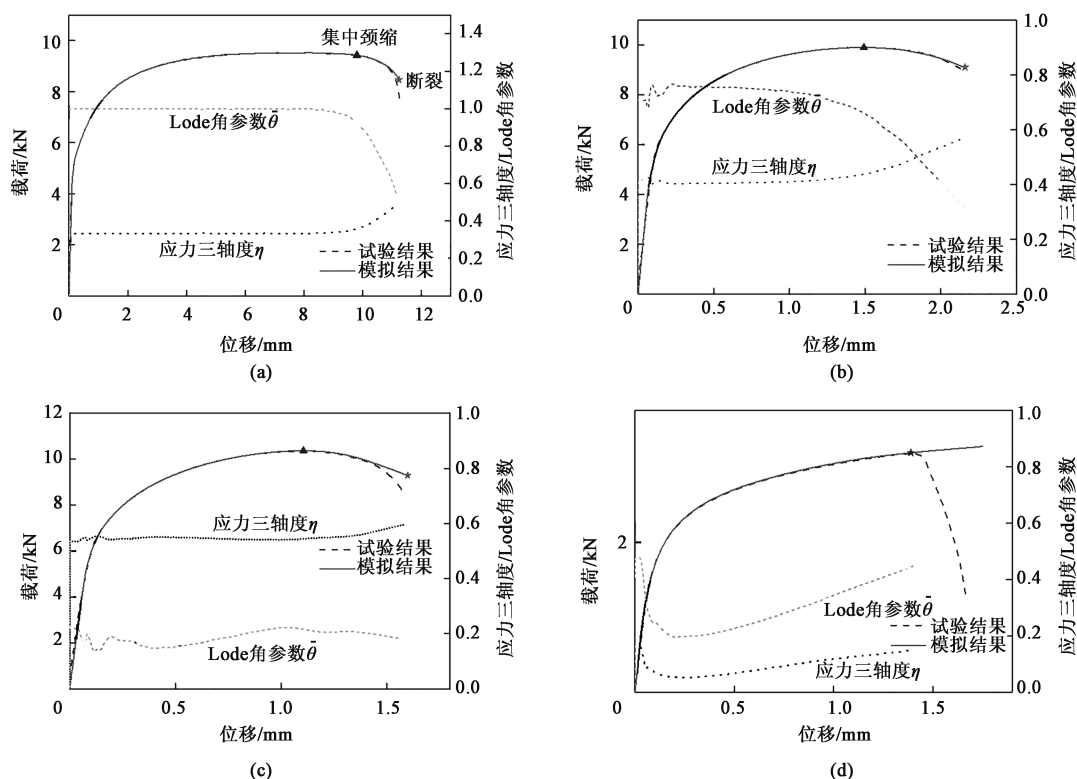 10
8
6
4
2
0
2
4
6
8
10
12
1.4
1.2
1.0
0.8
0.6
0.4
0.2
0.0
载荷/kN
应力三轴度/Lode角参数
集中颈缩
断裂
Lode角参数θ̄
应力三轴度η
试验结果
模拟结果
位移/mm
(a)
10
8
6
4
2
0
0.5
1.0
1.5
2.0
2.5
1.0
0.8
0.6
0.4
0.2
0.0
载荷/kN
应力三轴度/Lode角参数
Lode角参数θ̄
应力三轴度η
试验结果
模拟结果
位移/mm
(b)
12
10
8
6
4
2
0
0.5
1.0
1.5
1.0
0.8
0.6
0.4
0.2
0.0
载荷/kN
应力三轴度/Lode角参数
应力三轴度η
试验结果
模拟结果
Lode角参数θ̄
位移/mm
(c)
2
0
0.5
1.0
1.5
1.0
0.8
0.6
0.4
0.2
0.0
载荷/kN
应力三轴度/Lode角参数
Lode角参数θ̄
试验结果
模拟结果
应力三轴度η
位移/mm
(d)